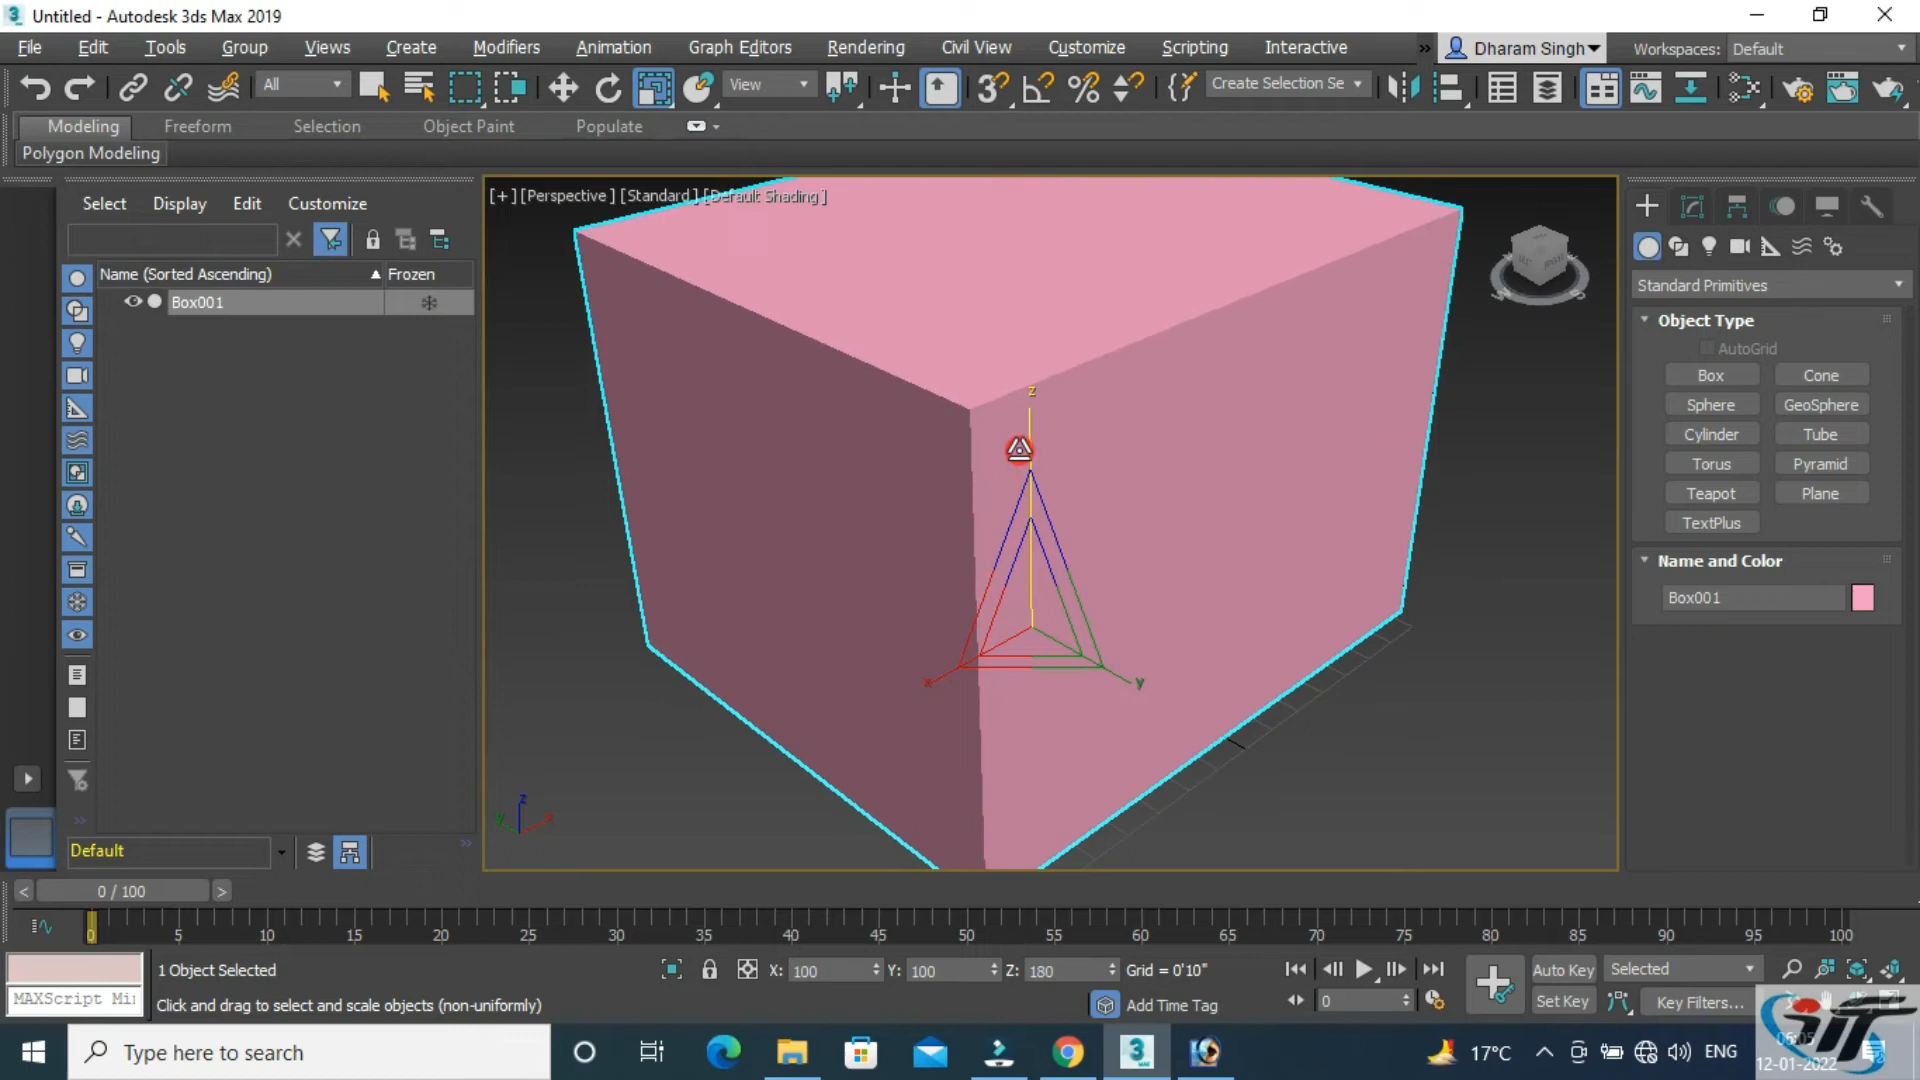 Untitled - Autodesk 3ds Max 2019
File Edit Tools Group Views Create Modifiers Animation Graph Editors Rendering Civil View Customize Scripting Interactive » Dharam Singh Workspaces: Default
All View Create Selection Se
Modeling Freeform Selection Object Paint Populate
Polygon Modeling
Select Display Edit Customize
Name (Sorted Ascending) Frozen
Box001
[+] [Perspective] [Standard] [Default Shading]
z
x
y
z
x
y
Standard Primitives
Object Type
AutoGrid
Box Cone
Sphere GeoSphere
Cylinder Tube
Torus Pyramid
Teapot Plane
TextPlus
Name and Color
Box001
Default
< 0 / 100 >
0 5 10 15 20 25 30 35 40 45 50 55 60 65 70 75 80 85 90 95 100
1 Object Selected X: 100 Y: 100 Z: 180 Grid = 0'10" Auto Key Selected
MAXScript Mi Click and drag to select and scale objects (non-uniformly) Add Time Tag 0 Set Key Key Filters...
Type here to search 17°C ENG
12-01-2022